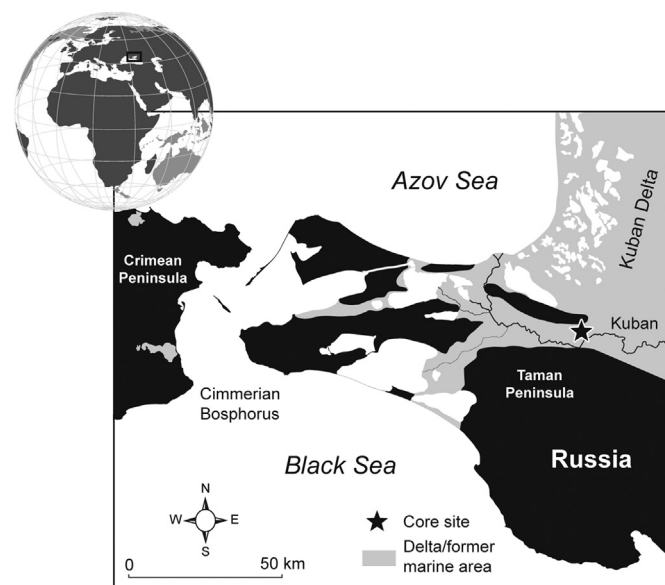 Azov Sea
Kuban Delta
Crimean
Peninsula
Kuban
Taman
Peninsula
Cimmerian
Bosphorus
Black Sea
Russia
N
W E
S
Core site
Delta/former
marine area
0 50 km